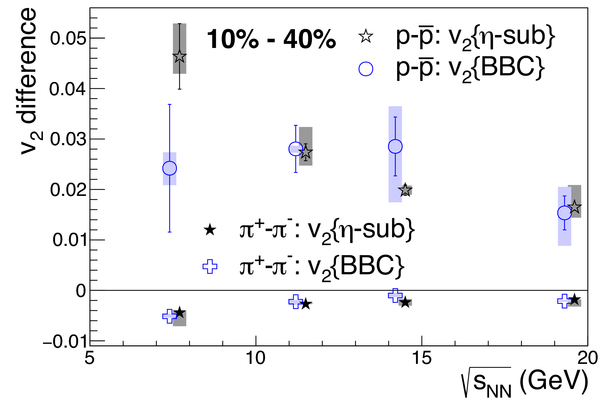 v₂ difference
0.05
0.04
0.03
0.02
0.01
0
−0.01
10% - 40%
p-p̅: v₂{η-sub}
p-p̅: v₂{BBC}
π⁺-π⁻: v₂{η-sub}
π⁺-π⁻: v₂{BBC}
5 10 15 20
√s_NN (GeV)